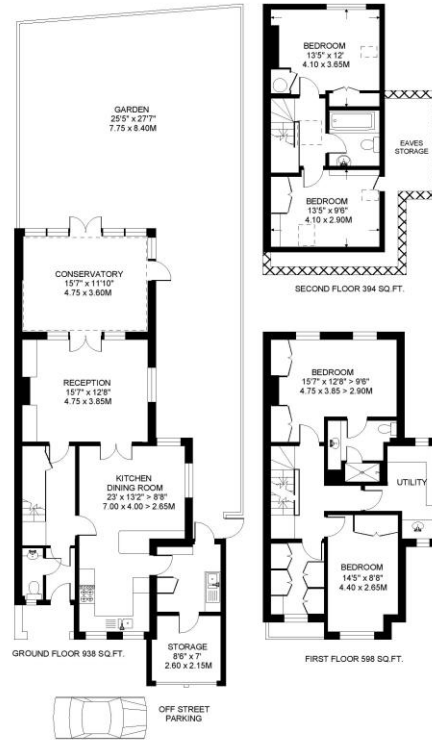 GARDEN
25'5" x 27'7"
7.75 x 8.40M
CONSERVATORY
15'7" x 11'10"
4.75 x 3.60M
RECEPTION
15'7" x 12'8"
4.75 x 3.85M
KITCHEN
DINING ROOM
23' x 13'2" > 8'8"
7.00 x 4.00 > 2.65M
STORAGE
8'6" x 7'
2.60 x 2.15M
GROUND FLOOR 938 SQ.FT.
OFF STREET
PARKING
BEDROOM
13'5" x 12'
4.10 x 3.65M
EAVES
STORAGE
BEDROOM
13'5" x 9'6"
4.10 x 2.90M
SECOND FLOOR 394 SQ.FT.
BEDROOM
15'7" x 12'8" > 9'6"
4.75 x 3.85 > 2.90M
UTILITY
BEDROOM
14'5" x 8'8"
4.40 x 2.65M
FIRST FLOOR 598 SQ.FT.